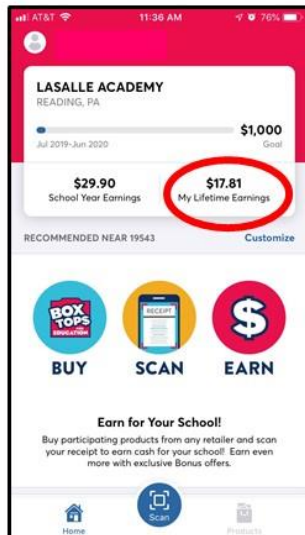 AT&T 11:36 AM 76%
LASALLE ACADEMY
READING, PA
$1,000
Jul 2019-Jun 2020 Goal
$29.90 $17.81
School Year Earnings My Lifetime Earnings
RECOMMENDED NEAR 19543 Customize
BOX TOPS FOR EDUCATION
RECEIPT
$
BUY SCAN EARN
Earn for Your School!
Buy participating products from any retailer and scan
your receipt to earn cash for your school! Earn even
more with exclusive Bonus offers.
Home Scan Products